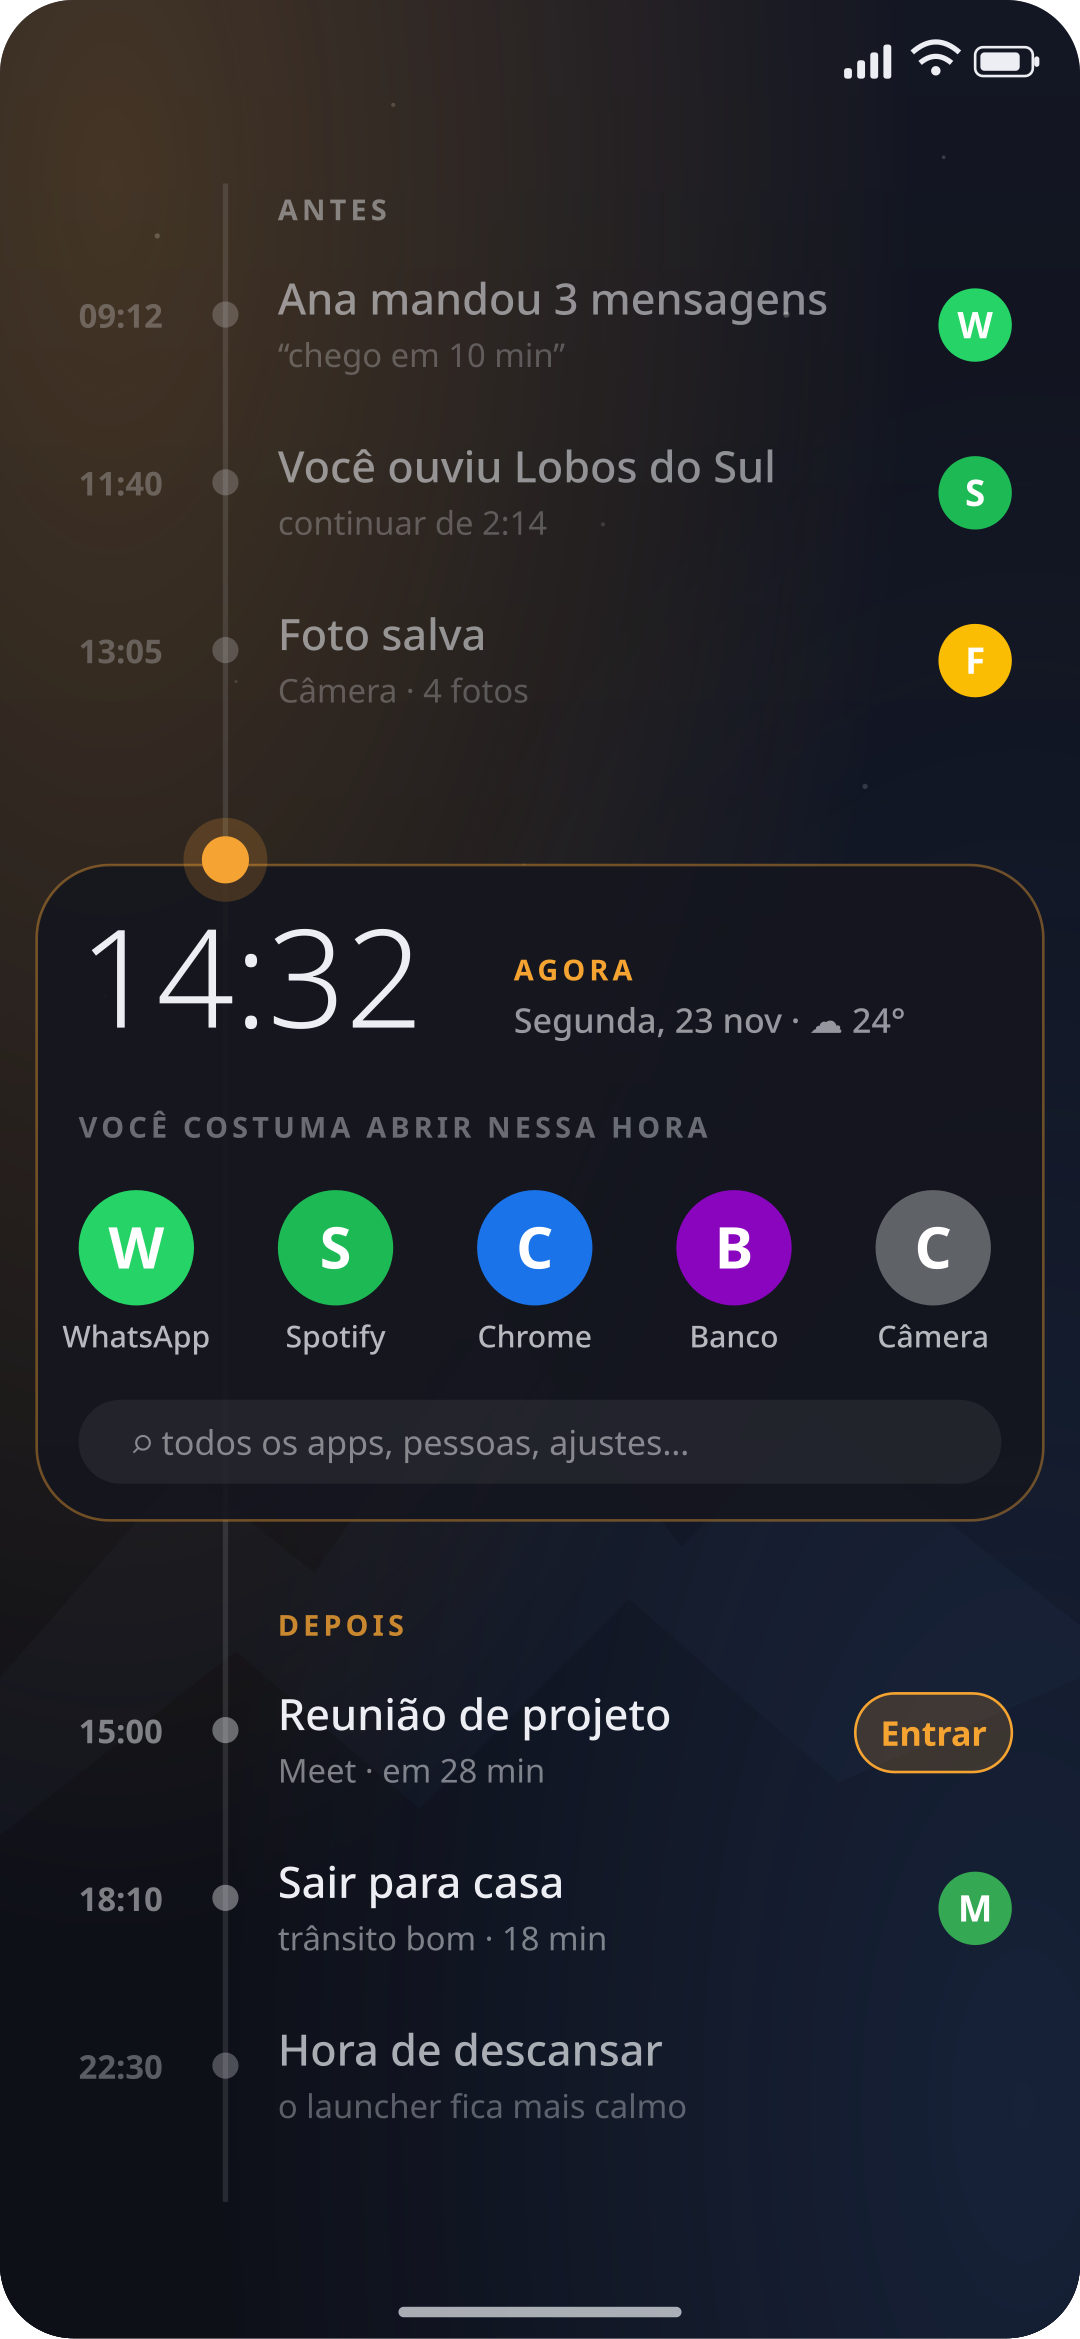 ANTES
09:12
Ana mandou 3 mensagens
W
“chego em 10 min”
11:40
Você ouviu Lobos do Sul
S
continuar de 2:14
13:05
Foto salva
F
Câmera · 4 fotos
14:32
AGORA
Segunda, 23 nov · ☁ 24°
VOCÊ COSTUMA ABRIR NESSA HORA
W S C B C
WhatsApp Spotify Chrome Banco Câmera
⌕ todos os apps, pessoas, ajustes…
DEPOIS
15:00
Reunião de projeto
Entrar
Meet · em 28 min
18:10
Sair para casa
M
trânsito bom · 18 min
22:30
Hora de descansar
o launcher fica mais calmo